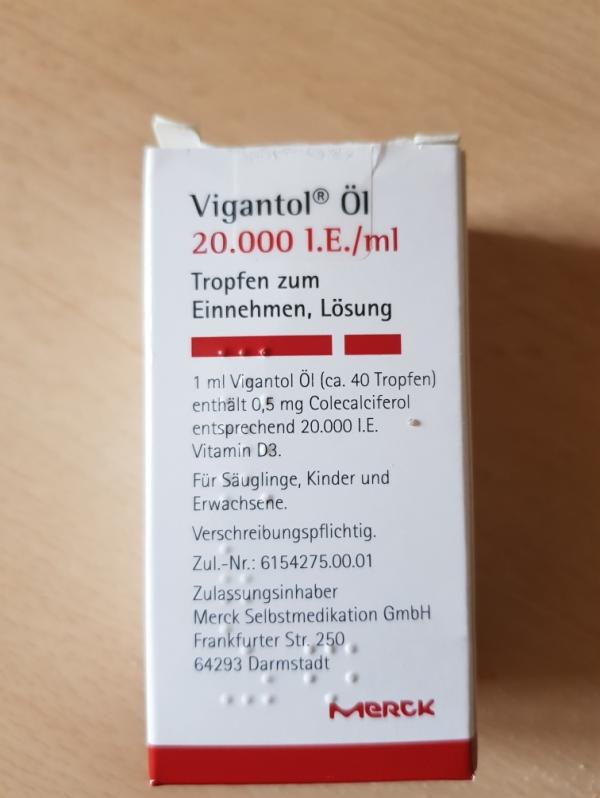 Vigantol® Öl
20.000 I.E./ml
Tropfen zum
Einnehmen, Lösung
1 ml Vigantol Öl (ca. 40 Tropfen)
enthält 0,5 mg Colecalciferol
entsprechend 20.000 I.E.
Vitamin D3.
Für Säuglinge, Kinder und
Erwachsene.
Verschreibungspflichtig.
Zul.-Nr.: 6154275.00.01
Zulassungsinhaber
Merck Selbstmedikation GmbH
Frankfurter Str. 250
64293 Darmstadt
MERCK